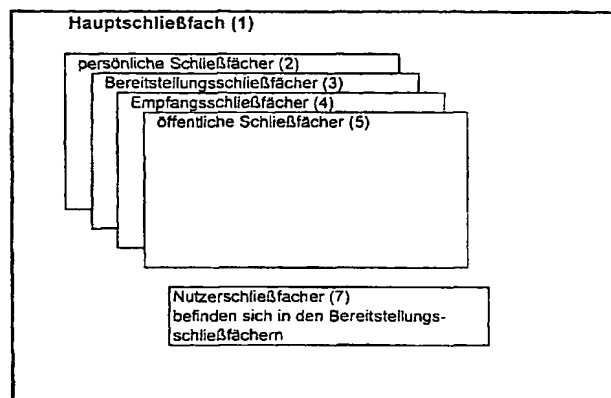 Hauptschließfach (1)
persönliche Schließfächer (2)
Bereitstellungsschließfächer (3)
Empfangsschließfächer (4)
öffentliche Schließfächer (5)
Nutzerschließfacher (7)
befinden sich in den Bereitstellungs-
schließfächern